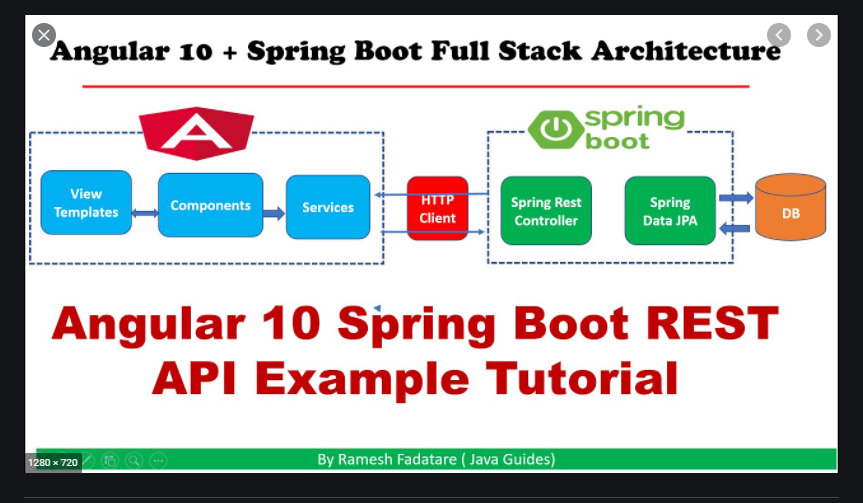 Angular 10 + Spring Boot Full Stack Architecture
spring
boot
View
Templates
Components
Services
HTTP
Client
Spring Rest
Controller
Spring
Data JPA
DB
Angular 10 Spring Boot REST
API Example Tutorial
By Ramesh Fadatare ( Java Guides)
1280 × 720